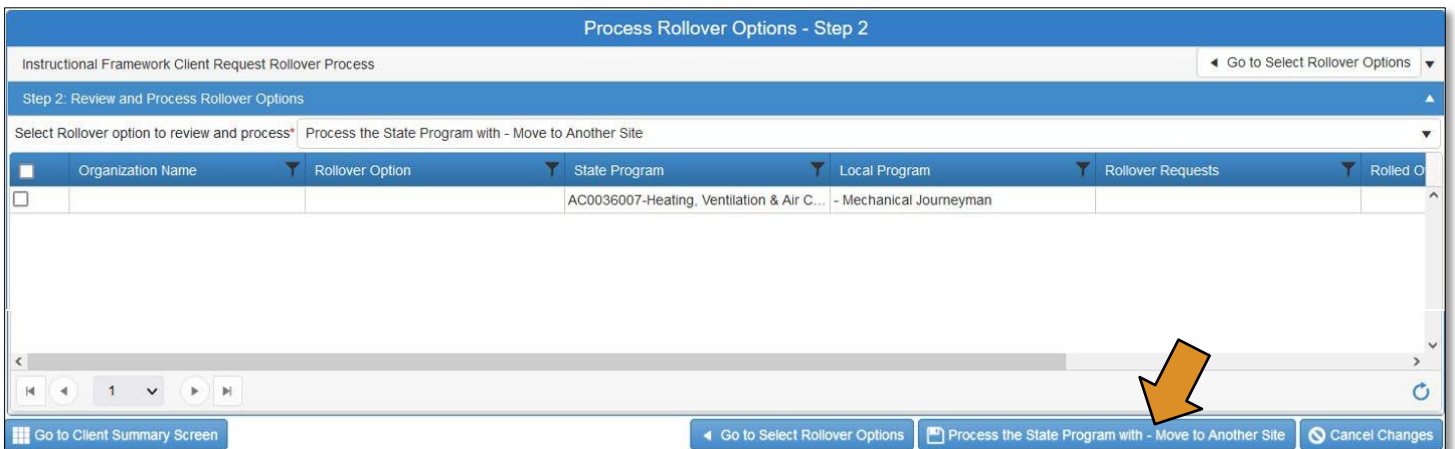 Process Rollover Options - Step 2
Instructional Framework Client Request Rollover Process
Go to Select Rollover Options
Step 2: Review and Process Rollover Options
Select Rollover option to review and process* Process the State Program with - Move to Another Site
Organization Name Rollover Option State Program Local Program Rollover Requests Rolled O
AC0036007-Heating, Ventilation & Air C... - Mechanical Journeyman
1
Go to Client Summary Screen Go to Select Rollover Options Process the State Program with - Move to Another Site Cancel Changes